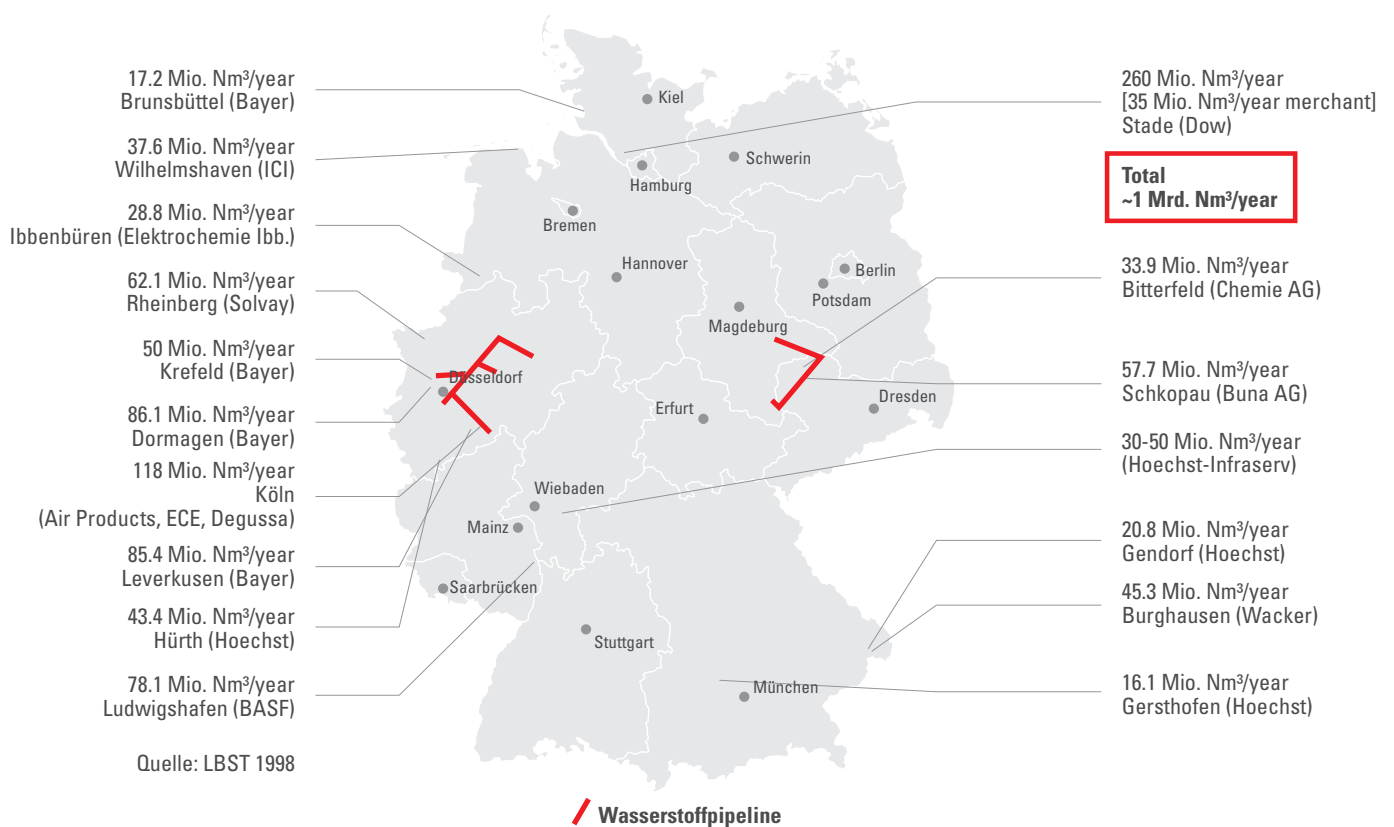 17.2 Mio. Nm³/year
Brunsbüttel (Bayer)
37.6 Mio. Nm³/year
Wilhelmshaven (ICI)
28.8 Mio. Nm³/year
Ibbenbüren (Elektrochemie Ibb.)
62.1 Mio. Nm³/year
Rheinberg (Solvay)
50 Mio. Nm³/year
Krefeld (Bayer)
86.1 Mio. Nm³/year
Dormagen (Bayer)
118 Mio. Nm³/year
Köln
(Air Products, ECE, Degussa)
85.4 Mio. Nm³/year
Leverkusen (Bayer)
43.4 Mio. Nm³/year
Hürth (Hoechst)
78.1 Mio. Nm³/year
Ludwigshafen (BASF)
Quelle: LBST 1998
Kiel
Schwerin
Hamburg
Bremen
Hannover
Berlin
Potsdam
Magdeburg
Düsseldorf
Dresden
Erfurt
Wiebaden
Mainz
Saarbrücken
Stuttgart
München
260 Mio. Nm³/year
[35 Mio. Nm³/year merchant]
Stade (Dow)
Total
~1 Mrd. Nm³/year
33.9 Mio. Nm³/year
Bitterfeld (Chemie AG)
57.7 Mio. Nm³/year
Schkopau (Buna AG)
30-50 Mio. Nm³/year
(Hoechst-Infraserv)
20.8 Mio. Nm³/year
Gendorf (Hoechst)
45.3 Mio. Nm³/year
Burghausen (Wacker)
16.1 Mio. Nm³/year
Gersthofen (Hoechst)
Wasserstoffpipeline